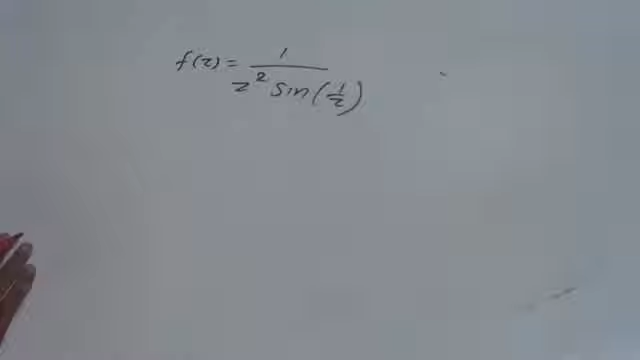 f(z) = 1 / (z² sin(1/z))